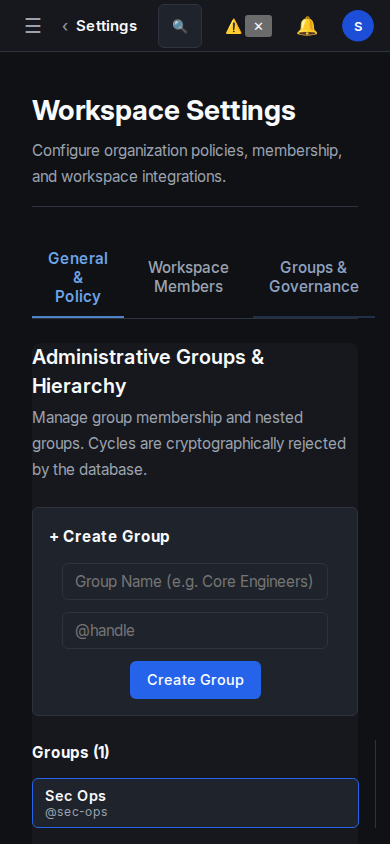 ☰ ‹ Settings 🔍 ⚠️ ✕ 🔔 S
Workspace Settings
Configure organization policies, membership,
and workspace integrations.
General
&
Policy
Workspace
Members
Groups &
Governance
Administrative Groups &
Hierarchy
Manage group membership and nested
groups. Cycles are cryptographically rejected
by the database.
+ Create Group
Group Name (e.g. Core Engineers)
@handle
Create Group
Groups (1)
Sec Ops
@sec-ops